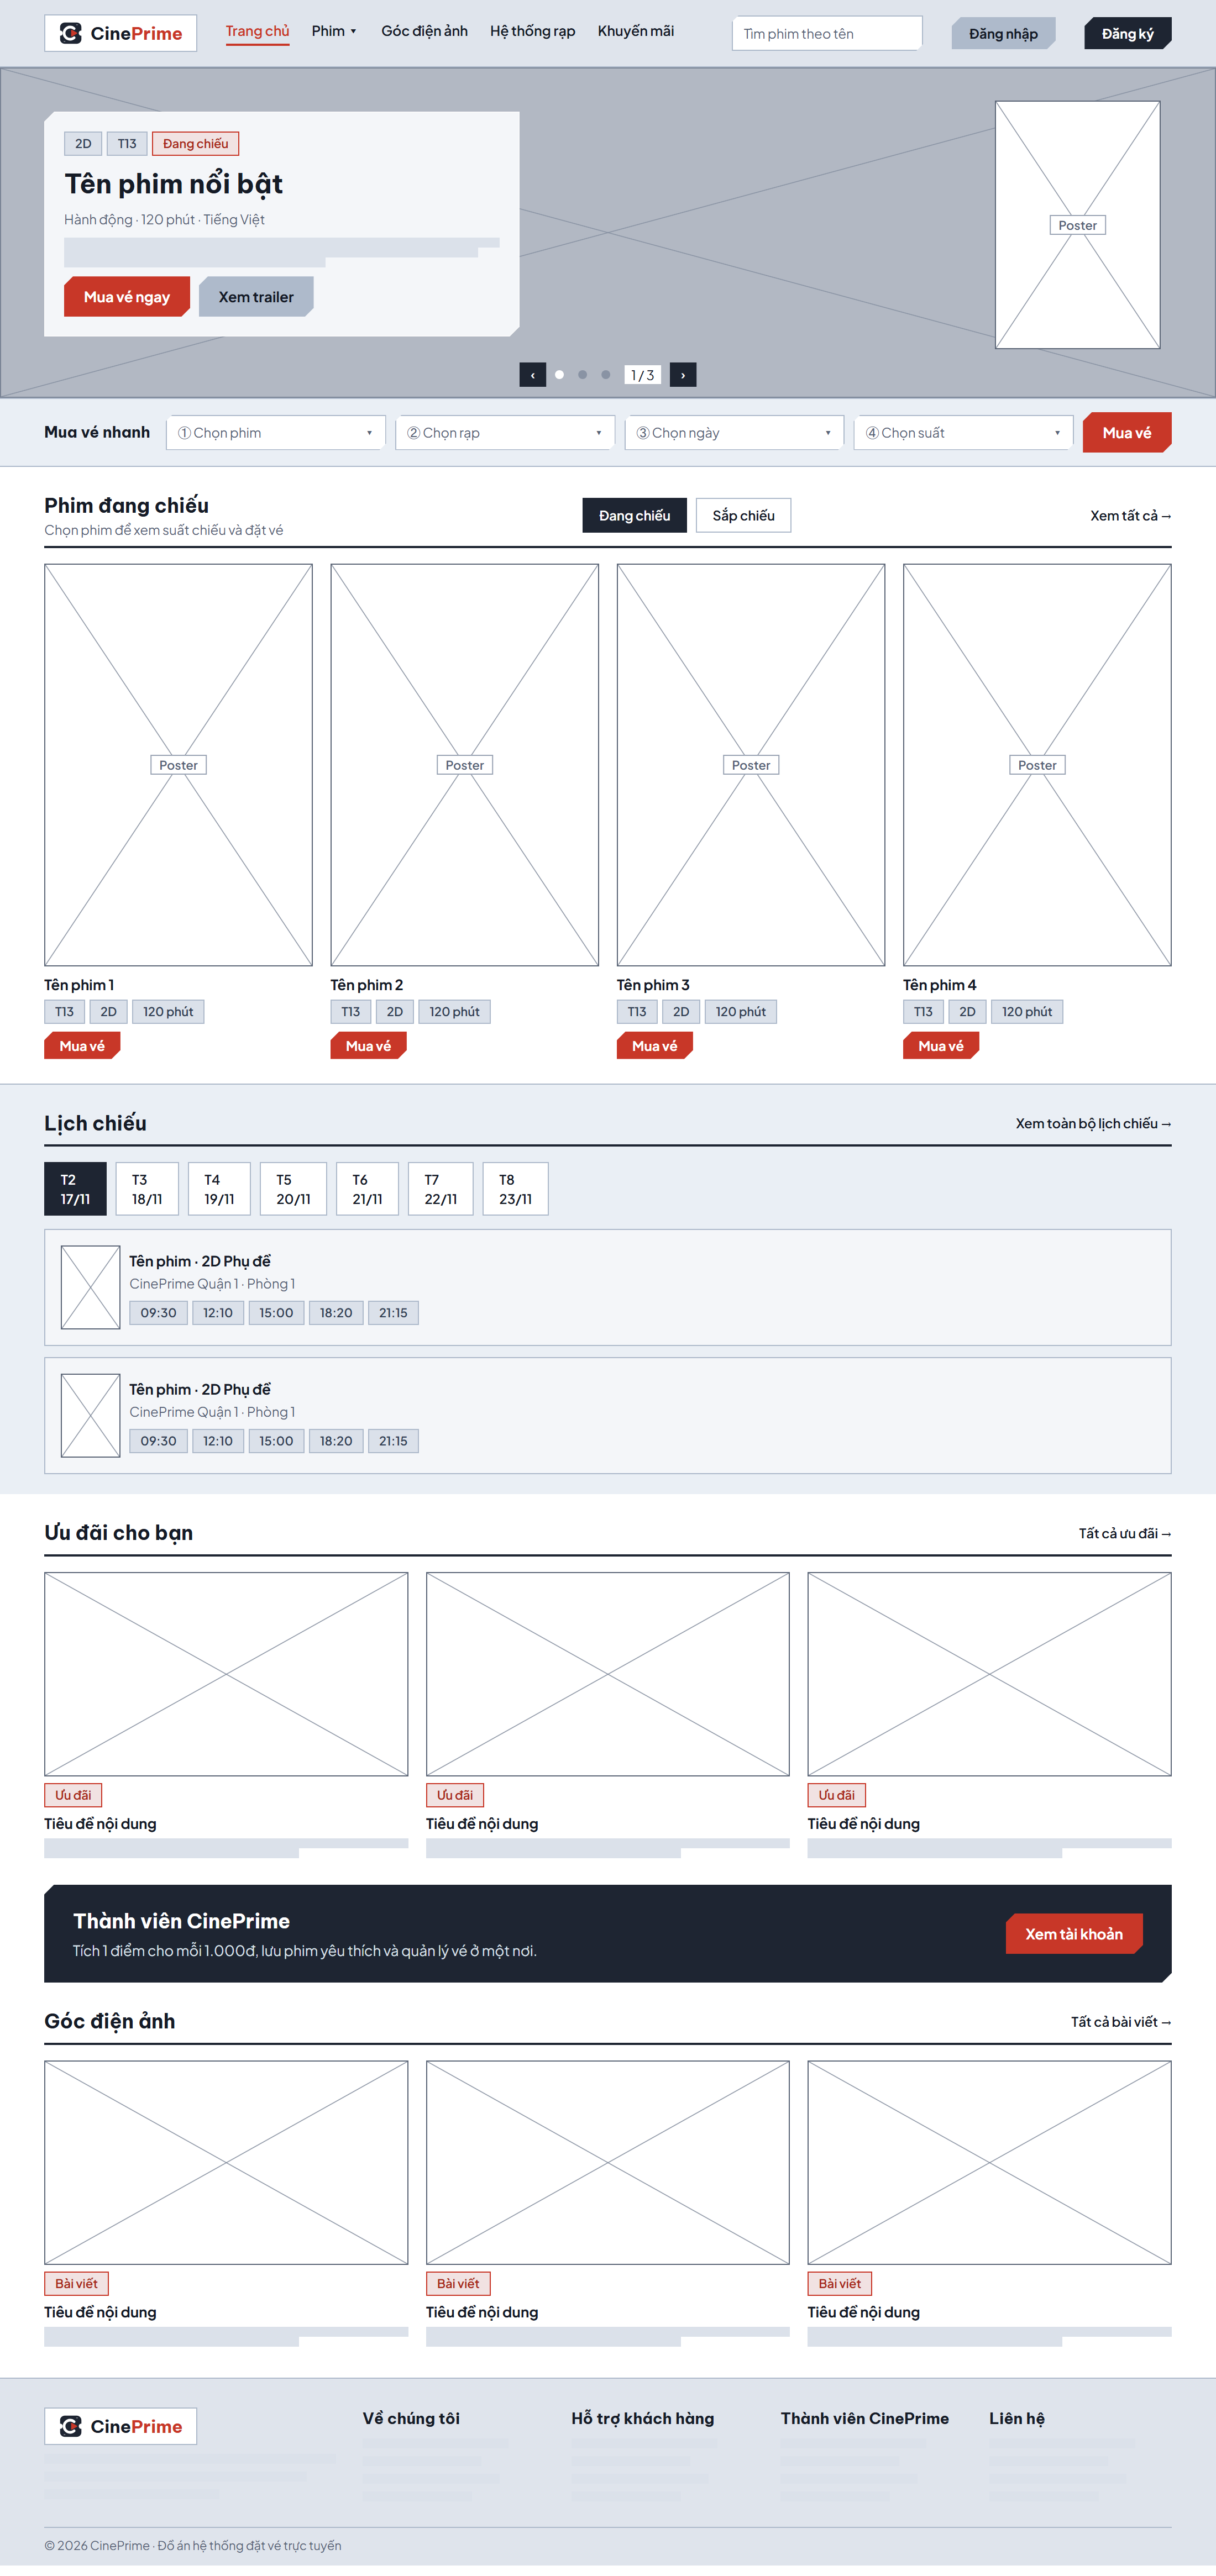 CinePrime
Trang chủ
Phim ▾
Góc điện ảnh
Hệ thống rạp
Khuyến mãi
Tìm phim theo tên
Đăng nhập
Đăng ký
2D
T13
Đang chiếu
Tên phim nổi bật
Hành động · 120 phút · Tiếng Việt
Mua vé ngay
Xem trailer
Poster
‹
1 / 3
›
Mua vé nhanh
① Chọn phim
② Chọn rạp
③ Chọn ngày
④ Chọn suất
Mua vé
Phim đang chiếu
Chọn phim để xem suất chiếu và đặt vé
Đang chiếu
Sắp chiếu
Xem tất cả →
Poster
Poster
Poster
Poster
Tên phim 1
T13
2D
120 phút
Mua vé
Tên phim 2
T13
2D
120 phút
Mua vé
Tên phim 3
T13
2D
120 phút
Mua vé
Tên phim 4
T13
2D
120 phút
Mua vé
Lịch chiếu
Xem toàn bộ lịch chiếu →
T2
17/11
T3
18/11
T4
19/11
T5
20/11
T6
21/11
T7
22/11
T8
23/11
Tên phim · 2D Phụ đề
CinePrime Quận 1 · Phòng 1
09:30
12:10
15:00
18:20
21:15
Tên phim · 2D Phụ đề
CinePrime Quận 1 · Phòng 1
09:30
12:10
15:00
18:20
21:15
Ưu đãi cho bạn
Tất cả ưu đãi →
Ưu đãi
Tiêu đề nội dung
Ưu đãi
Tiêu đề nội dung
Ưu đãi
Tiêu đề nội dung
Thành viên CinePrime
Tích 1 điểm cho mỗi 1.000đ, lưu phim yêu thích và quản lý vé ở một nơi.
Xem tài khoản
Góc điện ảnh
Tất cả bài viết →
Bài viết
Tiêu đề nội dung
Bài viết
Tiêu đề nội dung
Bài viết
Tiêu đề nội dung
CinePrime
Về chúng tôi
Hỗ trợ khách hàng
Thành viên CinePrime
Liên hệ
© 2026 CinePrime · Đồ án hệ thống đặt vé trực tuyến